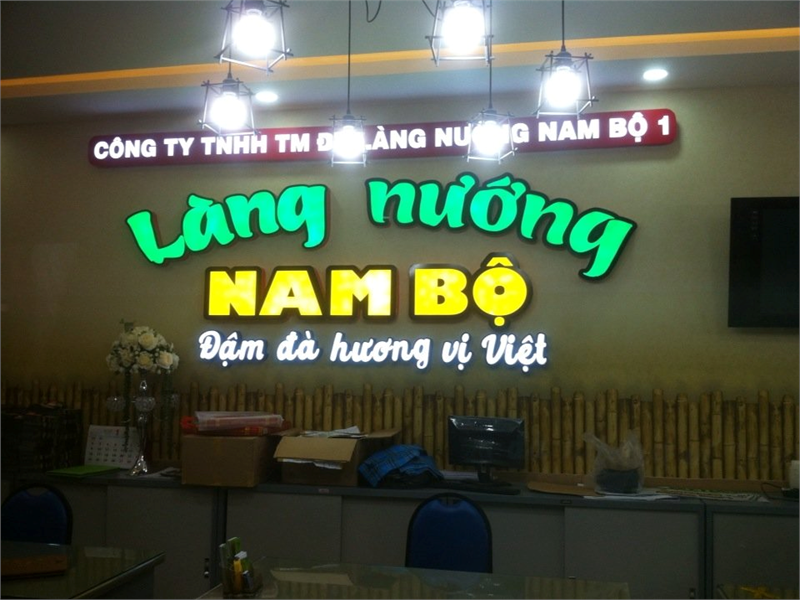 CÔNG TY TNHH TM LÀNG NAM BỘ 1
Làng nướng
NAM BỘ
Đậm đà hương vị Việt